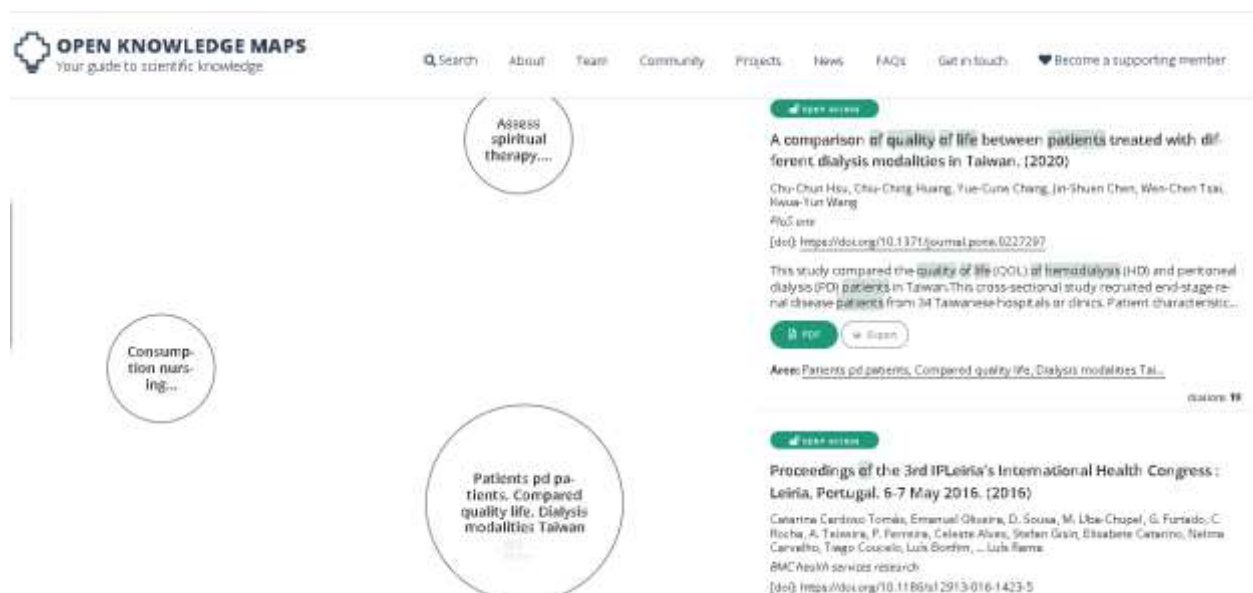 OPEN KNOWLEDGE MAPS
Your guide to scientific knowledge
Search About Team Community Projects News FAQs Get in touch Become a supporting member
Assess
spiritual
therapy....
Consump-
tion nurs-
ing...
Patients pd pa-
tients, Compared
quality life, Dialysis
modalities Taiwan
open access
A comparison of quality of life between patients treated with dif-
ferent dialysis modalities in Taiwan. (2020)
Chu-Chun Hsu, Chiu-Ching Huang, Yue-Cune Chang, Jin-Shuen Chen, Wen-Chen Tsai,
Kwua-Yun Wang
PloS one
[doi]: https://doi.org/10.1371/journal.pone.0227297
This study compared the quality of life (QOL) of hemodialysis (HD) and peritoneal
dialysis (PD) patients in Taiwan.This cross-sectional study recruited end-stage re-
nal disease patients from 34 Taiwanese hospitals or clinics. Patient characteristic...
PDF Export
Area: Patients pd patients, Compared quality life, Dialysis modalities Tai...
citations: 19
open access
Proceedings of the 3rd IPLeiria's International Health Congress :
Leiria, Portugal. 6-7 May 2016. (2016)
Catarina Cardoso Tomás, Emanuel Oliveira, D. Sousa, M. Uba-Chupel, G. Furtado, C.
Rocha, A. Teixeira, P. Ferreira, Celeste Alves, Stefan Gisin, Elisabete Catarino, Nelma
Carvalho, Tiago Coucelo, Luís Bonfim, ... Luís Rama
BMC health services research
[doi]: https://doi.org/10.1186/s12913-016-1423-5